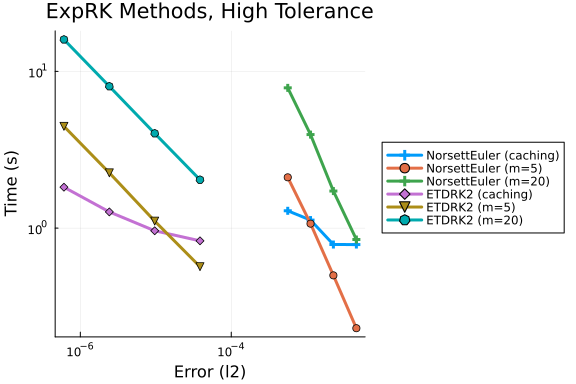 ExpRK Methods, High Tolerance
10^1
10^0
Time (s)
10^-6
10^-4
Error (l2)
NorsettEuler (caching)
NorsettEuler (m=5)
NorsettEuler (m=20)
ETDRK2 (caching)
ETDRK2 (m=5)
ETDRK2 (m=20)